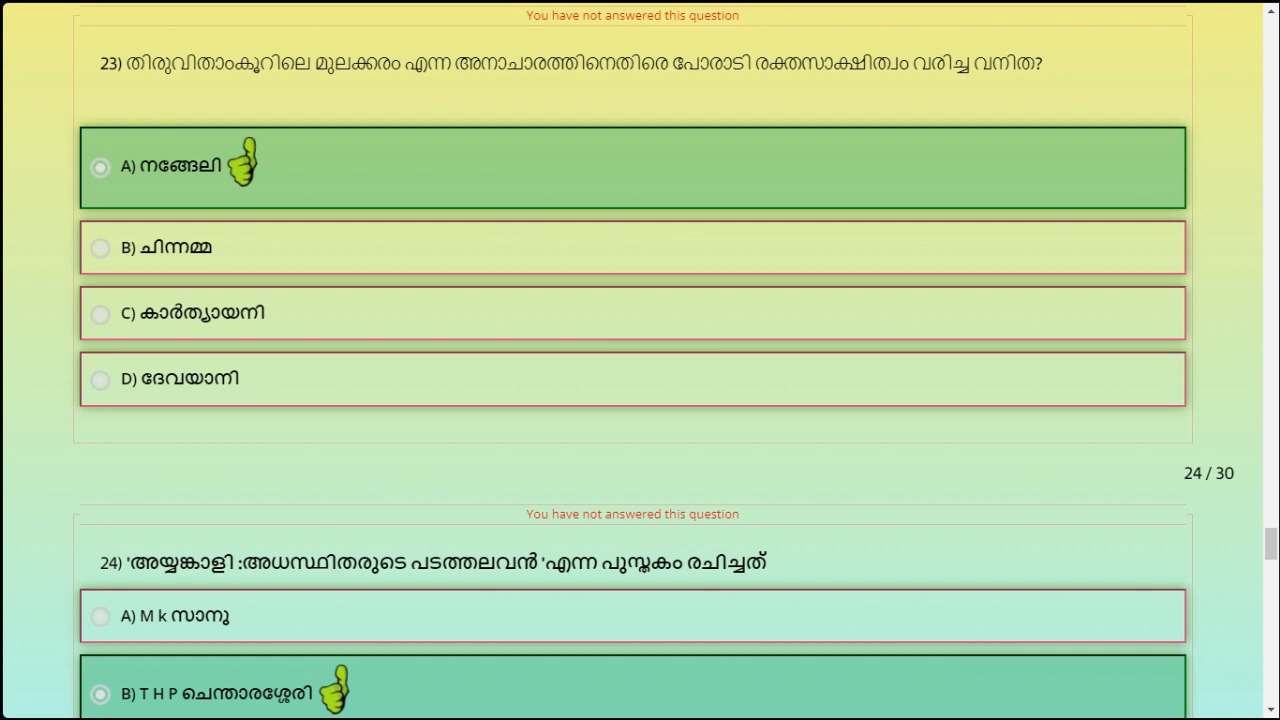 You have not answered this question
23) തിരുവിതാംകൂറിലെ മുലക്കരം എന്ന അനാചാരത്തിനെതിരെ പോരാടി രക്തസാക്ഷിത്വം വരിച്ച വനിത?
A) നങ്ങേലി
B) ചിന്നമ്മ
C) കാർത്യായനി
D) ദേവയാനി
24 / 30
You have not answered this question
24) 'അയ്യങ്കാളി :അധസ്ഥിതരുടെ പടത്തലവൻ 'എന്ന പുസ്തകം രചിച്ചത്
A) M k സാനു
B) T H P ചെന്താരശ്ശേരി